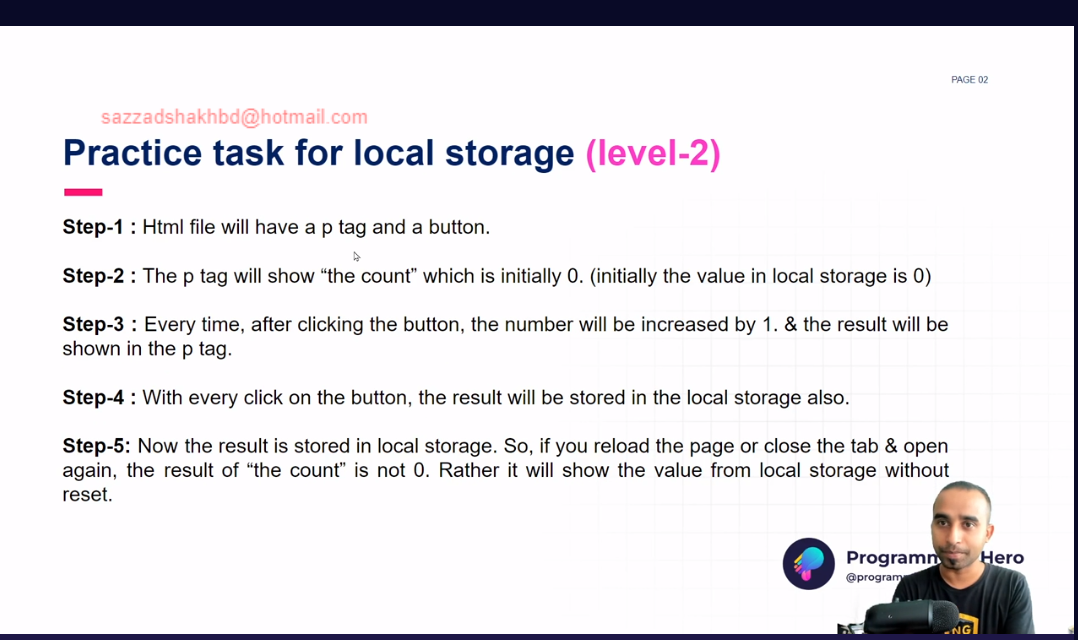 PAGE 02
sazzadshakhbd@hotmail.com
Practice task for local storage (level-2)
Step-1 : Html file will have a p tag and a button.
Step-2 : The p tag will show “the count” which is initially 0. (initially the value in local storage is 0)
Step-3 : Every time, after clicking the button, the number will be increased by 1. & the result will be
shown in the p tag.
Step-4 : With every click on the button, the result will be stored in the local storage also.
Step-5: Now the result is stored in local storage. So, if you reload the page or close the tab & open
again, the result of “the count” is not 0. Rather it will show the value from local storage without
reset.
Hero